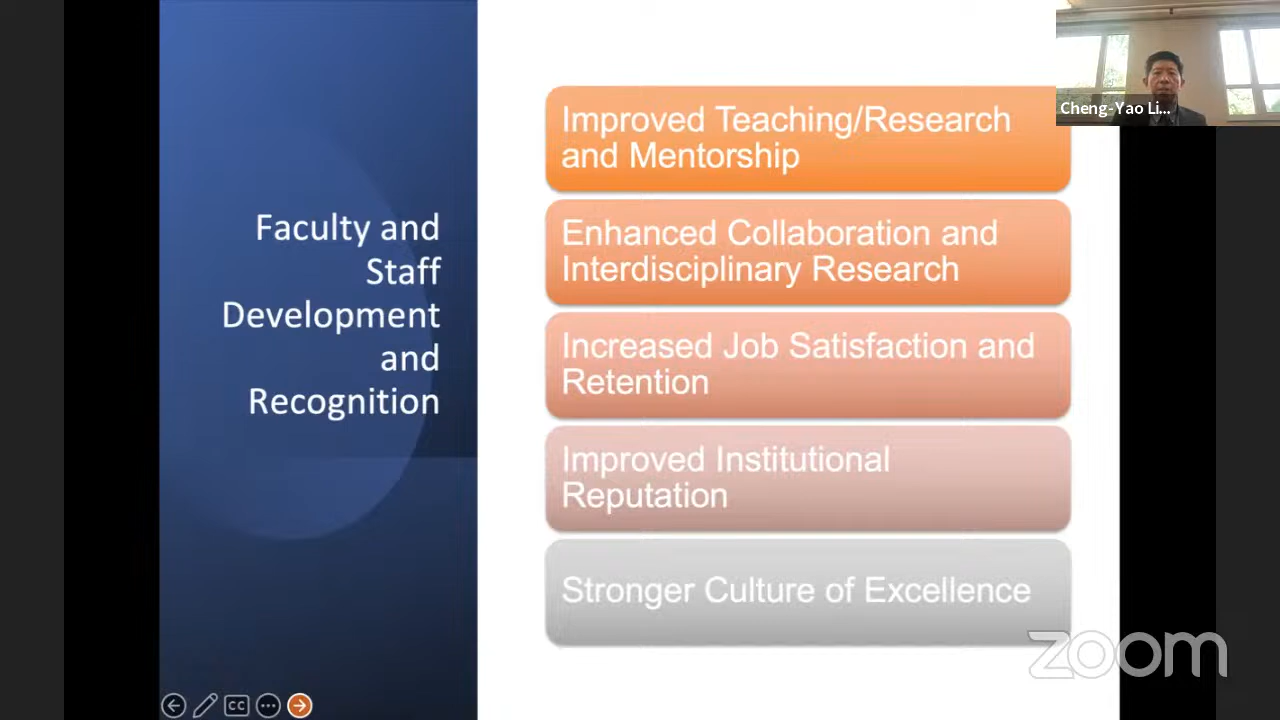 Faculty and
Staff
Development
and
Recognition
Improved Teaching/Research
and Mentorship
Enhanced Collaboration and
Interdisciplinary Research
Increased Job Satisfaction and
Retention
Improved Institutional
Reputation
Stronger Culture of Excellence
Cheng-Yao Li...
zoom
CC